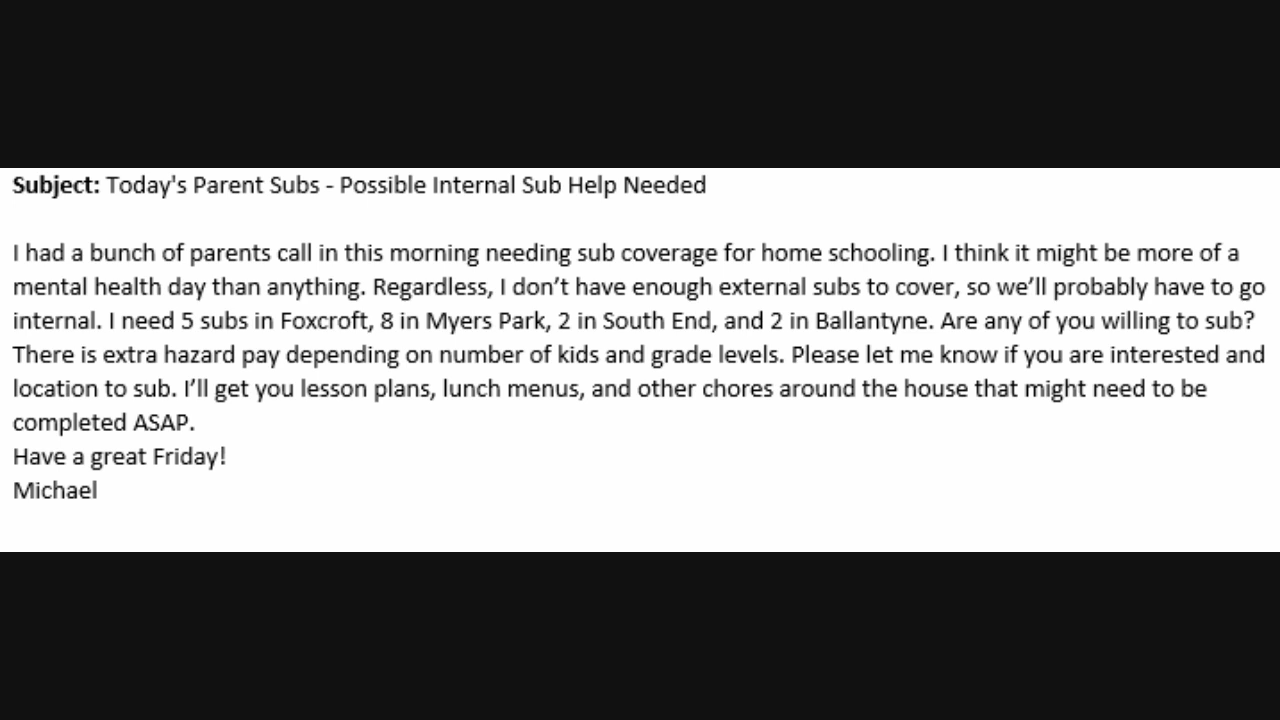 Subject: Today's Parent Subs - Possible Internal Sub Help Needed
I had a bunch of parents call in this morning needing sub coverage for home schooling. I think it might be more of a
mental health day than anything. Regardless, I don’t have enough external subs to cover, so we’ll probably have to go
internal. I need 5 subs in Foxcroft, 8 in Myers Park, 2 in South End, and 2 in Ballantyne. Are any of you willing to sub?
There is extra hazard pay depending on number of kids and grade levels. Please let me know if you are interested and
location to sub. I’ll get you lesson plans, lunch menus, and other chores around the house that might need to be
completed ASAP.
Have a great Friday!
Michael